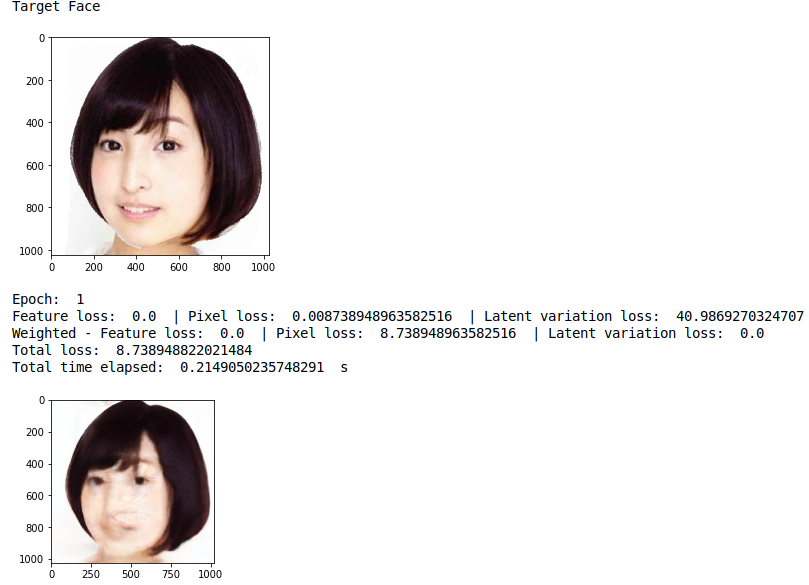 Target Face
0
200
400
600
800
1000
0 200 400 600 800 1000
Epoch:  1
Feature loss:  0.0  | Pixel loss:  0.008738948963582516  | Latent variation loss:  40.9869270324707
Weighted - Feature loss:  0.0  | Pixel loss:  8.738948963582516  | Latent variation loss:  0.0
Total loss:  8.738948822021484
Total time elapsed:  0.2149050235748291  s
0
200
400
600
800
1000
0 250 500 750 1000